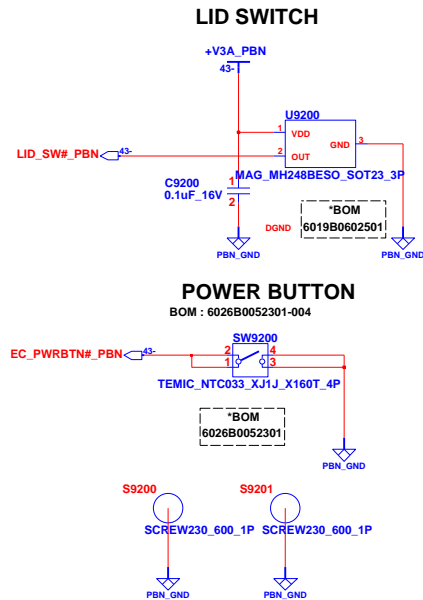 LID SWITCH
+V3A_PBN
43-
U9200
1 VDD
GND 3
LID_SW#_PBN 43-
2 OUT
MAG_MH248BESO_SOT23_3P
C9200 1
0.1uF_16V
2
*BOM
DGND
6019B0602501
PBN_GND
PBN_GND
POWER BUTTON
BOM : 6026B0052301-004
SW9200
EC_PWRBTN#_PBN 43-
2 4
1 3
TEMIC_NTC033_XJ1J_X160T_4P
*BOM
6026B0052301
PBN_GND
S9200 S9201
SCREW230_600_1P SCREW230_600_1P
PBN_GND PBN_GND